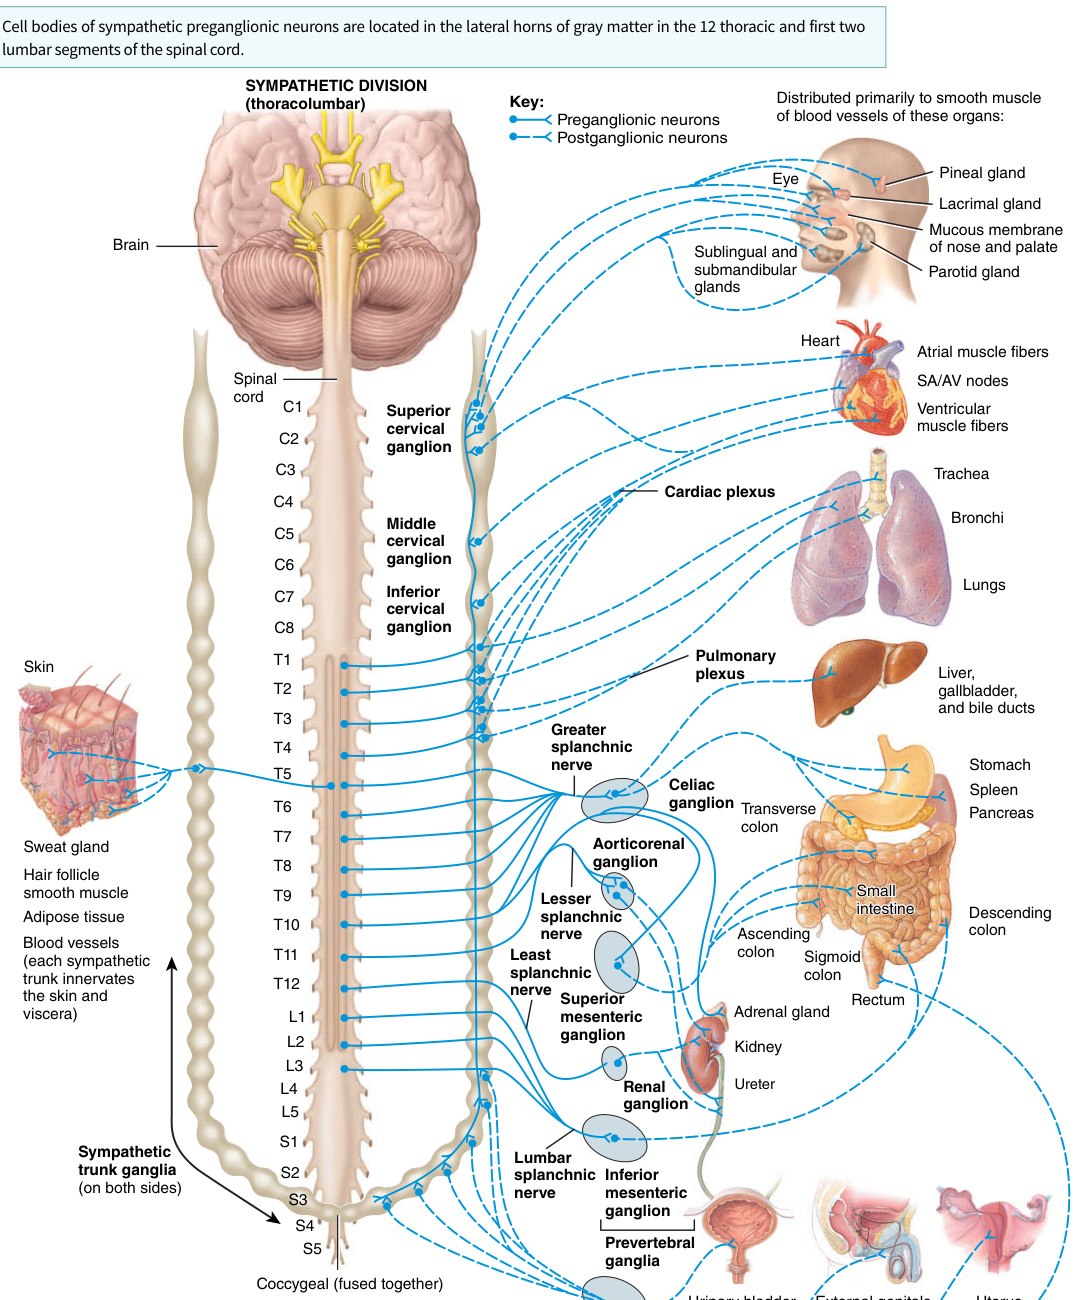 Cell bodies of sympathetic preganglionic neurons are located in the lateral horns of gray matter in the 12 thoracic and first two
lumbar segments of the spinal cord.
SYMPATHETIC DIVISION
(thoracolumbar)
Key:
Preganglionic neurons
Postganglionic neurons
Distributed primarily to smooth muscle
of blood vessels of these organs:
Brain
Eye
Pineal gland
Lacrimal gland
Mucous membrane
of nose and palate
Parotid gland
Sublingual and
submandibular
glands
Spinal
cord
C1
C2
C3
C4
C5
C6
C7
C8
T1
T2
T3
T4
T5
T6
T7
T8
T9
T10
T11
T12
L1
L2
L3
L4
L5
S1
S2
S3
S4
S5
Coccygeal (fused together)
Superior
cervical
ganglion
Middle
cervical
ganglion
Inferior
cervical
ganglion
Heart
Atrial muscle fibers
SA/AV nodes
Ventricular
muscle fibers
Cardiac plexus
Trachea
Bronchi
Lungs
Pulmonary
plexus
Liver,
gallbladder,
and bile ducts
Greater
splanchnic
nerve
Celiac
ganglion
Stomach
Spleen
Pancreas
Transverse
colon
Aorticorenal
ganglion
Small
intestine
Lesser
splanchnic
nerve
Descending
colon
Ascending
colon
Sigmoid
colon
Rectum
Least
splanchnic
nerve
Superior
mesenteric
ganglion
Adrenal gland
Kidney
Ureter
Renal
ganglion
Lumbar
splanchnic
nerve
Inferior
mesenteric
ganglion
Prevertebral
ganglia
Skin
Sweat gland
Hair follicle
smooth muscle
Adipose tissue
Blood vessels
(each sympathetic
trunk innervates
the skin and
viscera)
Sympathetic
trunk ganglia
(on both sides)
Urinary bladder
External genitals
Uterus